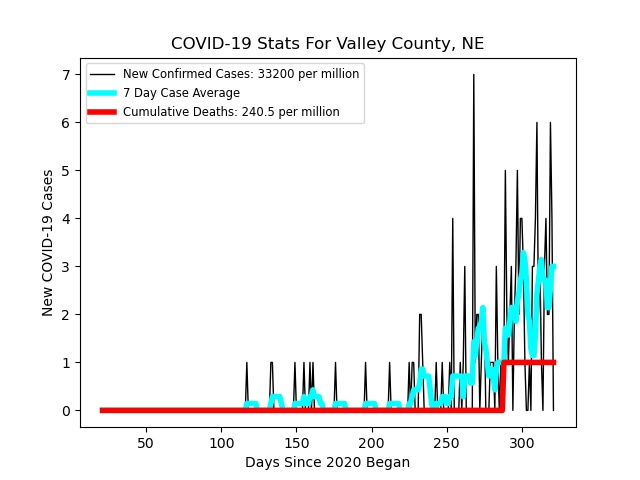 COVID-19 Stats For Valley County, NE
New Confirmed Cases: 33200 per million
7 Day Case Average
Cumulative Deaths: 240.5 per million
New COVID-19 Cases
7
6
5
4
3
2
1
0
50 100 150 200 250 300
Days Since 2020 Began